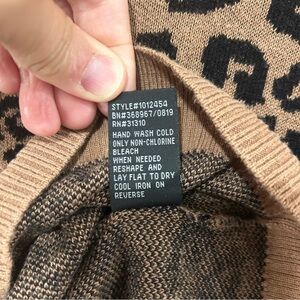 STYLE#1012454
BN#368967/0819
RN#31310
HAND WASH COLD
ONLY NON-CHLORINE
BLEACH
WHEN NEEDED
RESHAPE AND
LAY FLAT TO DRY
COOL IRON ON
REVERSE